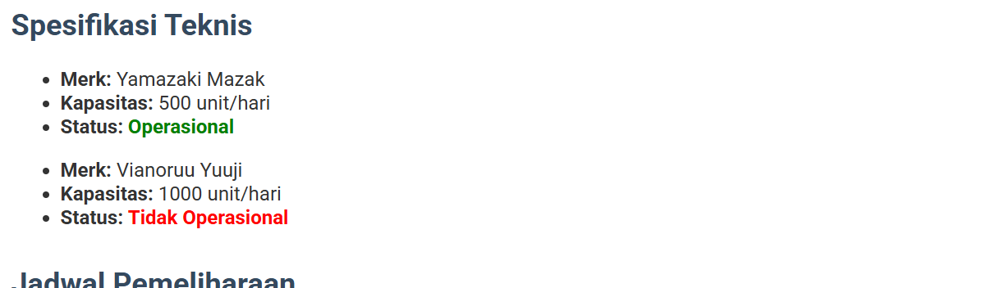 Spesifikasi Teknis
Merk: Yamazaki Mazak
Kapasitas: 500 unit/hari
Status: Operasional
Merk: Vianoruu Yuuji
Kapasitas: 1000 unit/hari
Status: Tidak Operasional
Jadwal Pemeliharaan